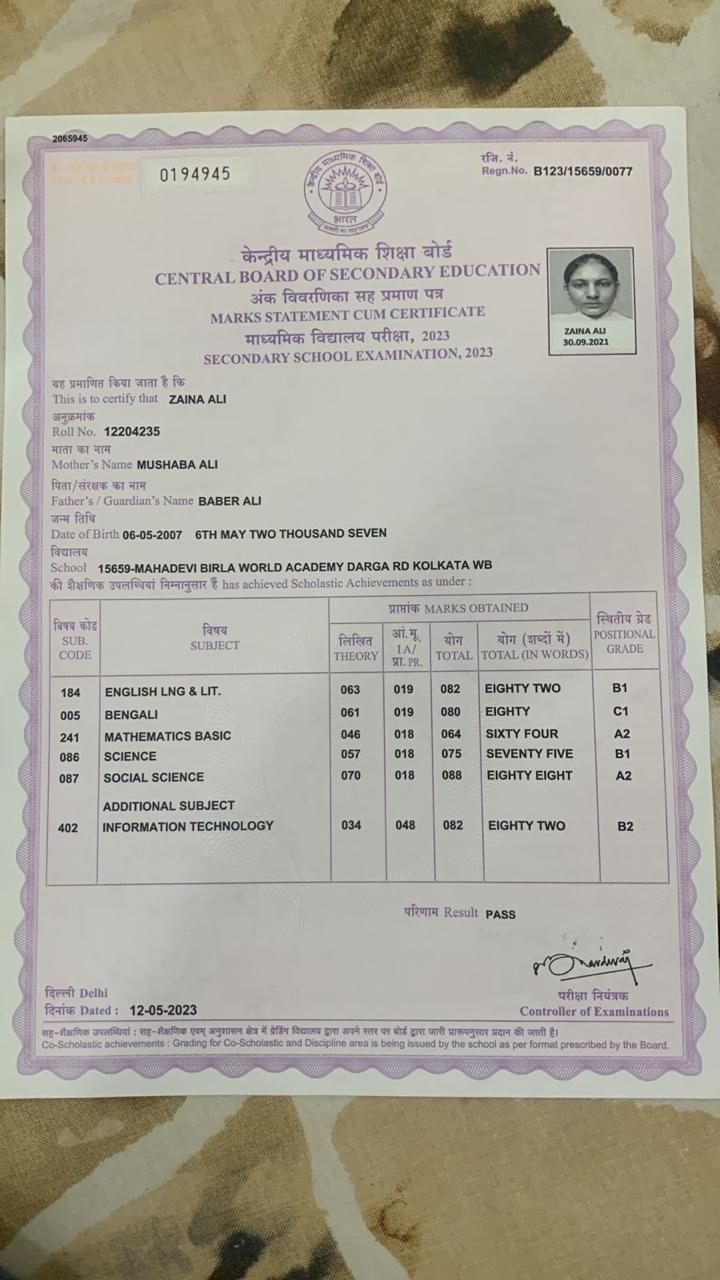 2065945
0194945
रजि. नं.
Regn.No. B123/15659/0077
केन्द्रीय माध्यमिक शिक्षा बोर्ड
भारत
केन्द्रीय माध्यमिक शिक्षा बोर्ड
CENTRAL BOARD OF SECONDARY EDUCATION
अंक विवरणिका सह प्रमाण पत्र
MARKS STATEMENT CUM CERTIFICATE
माध्यमिक विद्यालय परीक्षा, 2023
SECONDARY SCHOOL EXAMINATION, 2023
ZAINA ALI
30.09.2021
यह प्रमाणित किया जाता है कि
This is to certify that ZAINA ALI
अनुक्रमांक
Roll No. 12204235
माता का नाम
Mother's Name MUSHABA ALI
पिता/संरक्षक का नाम
Father's / Guardian's Name BABER ALI
जन्म तिथि
Date of Birth 06-05-2007 6TH MAY TWO THOUSAND SEVEN
विद्यालय
School 15659-MAHADEVI BIRLA WORLD ACADEMY DARGA RD KOLKATA WB
की शैक्षणिक उपलब्धियां निम्नानुसार हैं has achieved Scholastic Achievements as under :
विषय कोड SUB. CODE
विषय SUBJECT
प्राप्तांक MARKS OBTAINED
लिखित THEORY
आं.मू. IA/ प्रा. PR.
योग TOTAL
योग (शब्दों में) TOTAL (IN WORDS)
स्थितीय ग्रेड POSITIONAL GRADE
184 ENGLISH LNG & LIT. 063 019 082 EIGHTY TWO B1
005 BENGALI 061 019 080 EIGHTY C1
241 MATHEMATICS BASIC 046 018 064 SIXTY FOUR A2
086 SCIENCE 057 018 075 SEVENTY FIVE B1
087 SOCIAL SCIENCE 070 018 088 EIGHTY EIGHT A2
ADDITIONAL SUBJECT
402 INFORMATION TECHNOLOGY 034 048 082 EIGHTY TWO B2
परिणाम Result PASS
दिल्ली Delhi
दिनांक Dated : 12-05-2023
परीक्षा नियंत्रक
Controller of Examinations
सह-शैक्षणिक उपलब्धियां : सह-शैक्षणिक एवम् अनुशासन क्षेत्र में ग्रेडिंग विद्यालय द्वारा अपने स्तर पर बोर्ड द्वारा जारी प्रारूपनुसार प्रदान की जाती है।
Co-Scholastic achievements : Grading for Co-Scholastic and Discipline area is being issued by the school as per format prescribed by the Board.